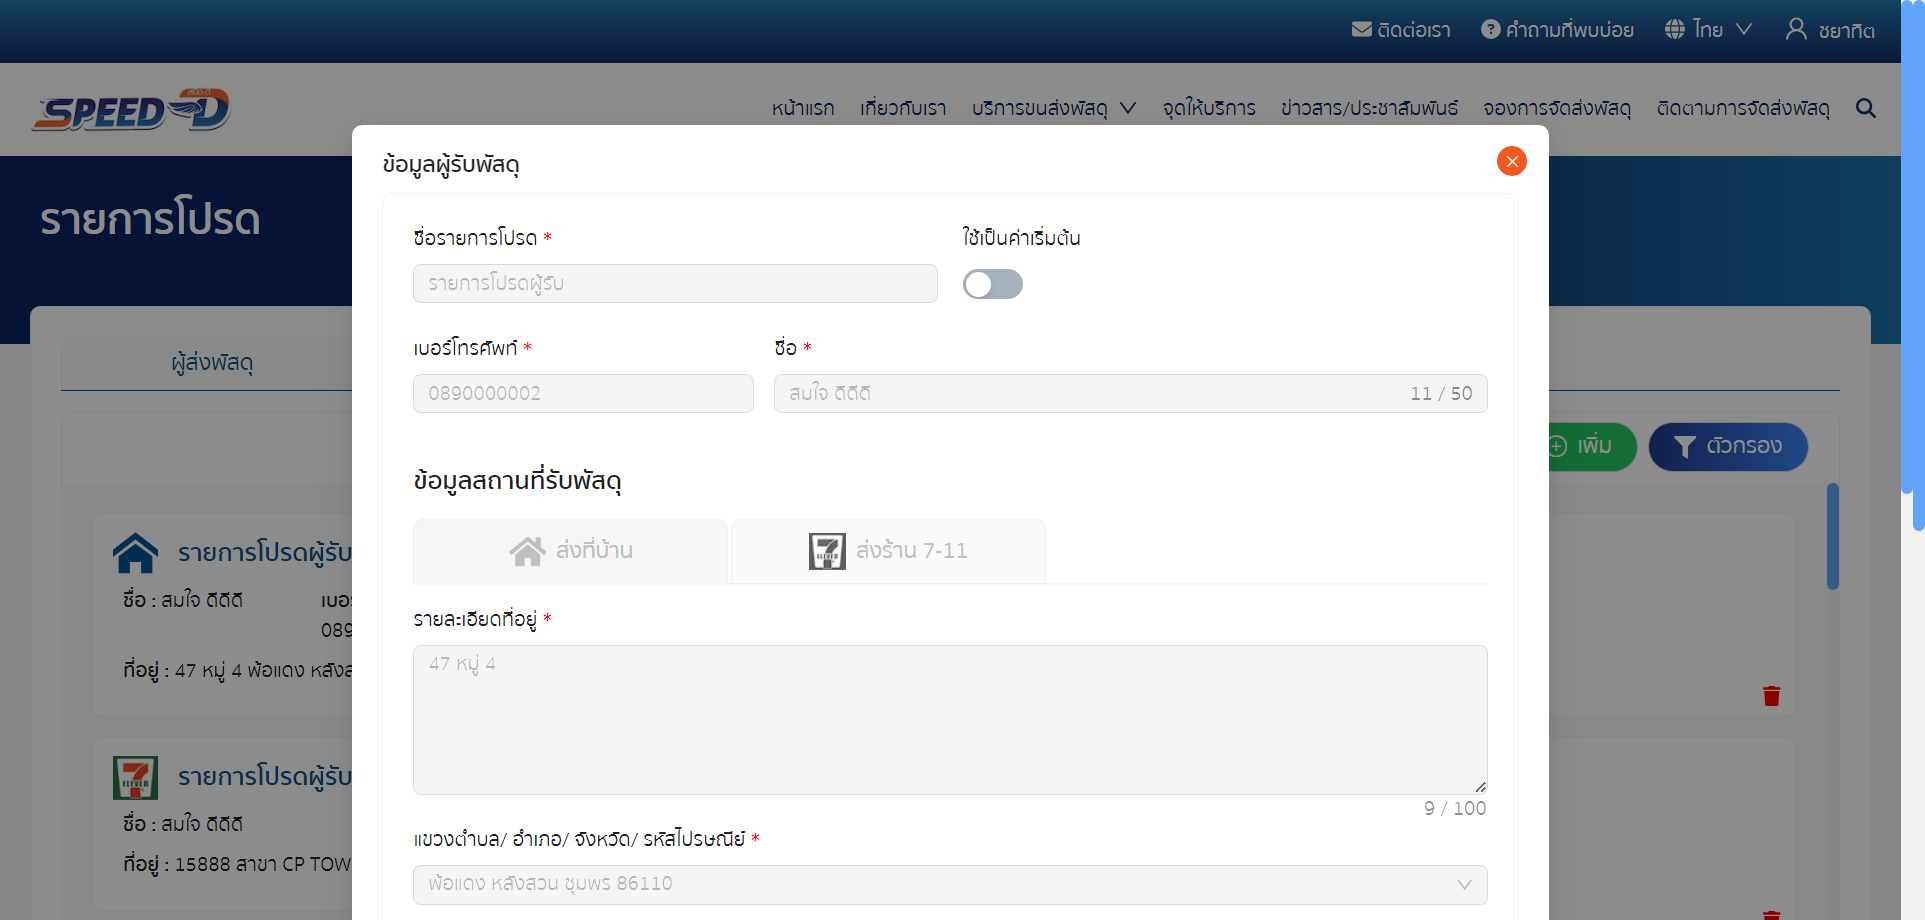 ติดต่อเรา คำถามที่พบบ่อย ไทย ชยาทิต
SPEED-D
หน้าแรก เกี่ยวกับเรา บริการขนส่งพัสดุ จุดให้บริการ ข่าวสาร/ประชาสัมพันธ์ จองการจัดส่งพัสดุ ติดตามการจัดส่งพัสดุ
ข้อมูลผู้รับพัสดุ
รายการโปรด
ชื่อรายการโปรด * ใช้เป็นค่าเริ่มต้น
รายการโปรดผู้รับ
เบอร์โทรศัพท์ * ชื่อ *
ผู้ส่งพัสดุ
0890000002 สมใจ ดีดีดี 11 / 50
เพิ่ม ตัวกรอง
ข้อมูลสถานที่รับพัสดุ
ส่งที่บ้าน ส่งร้าน 7-11
รายการโปรดผู้รับ
ชื่อ : สมใจ ดีดีดี เบอร์
089
ที่อยู่ : 47 หมู่ 4 พ้อแดง หลังส
รายละเอียดที่อยู่ *
47 หมู่ 4
9 / 100
7 ELEVEN รายการโปรดผู้รับ
ชื่อ : สมใจ ดีดีดี
ที่อยู่ : 15888 สาขา CP TOW
แขวงตำบล/ อำเภอ/ จังหวัด/ รหัสไปรษณีย์ *
พ้อแดง หลังสวน ชุมพร 86110